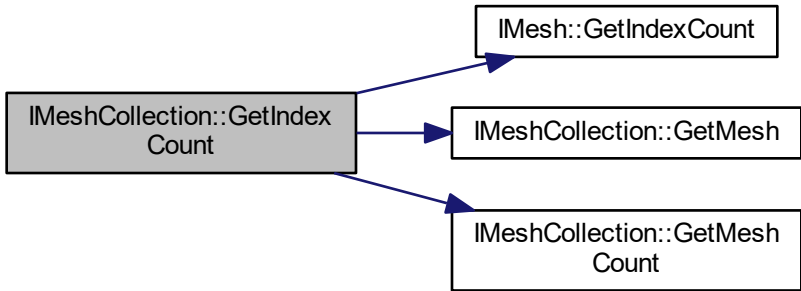 IMesh::GetIndexCount
IMeshCollection::GetIndex
Count
IMeshCollection::GetMesh
IMeshCollection::GetMesh
Count